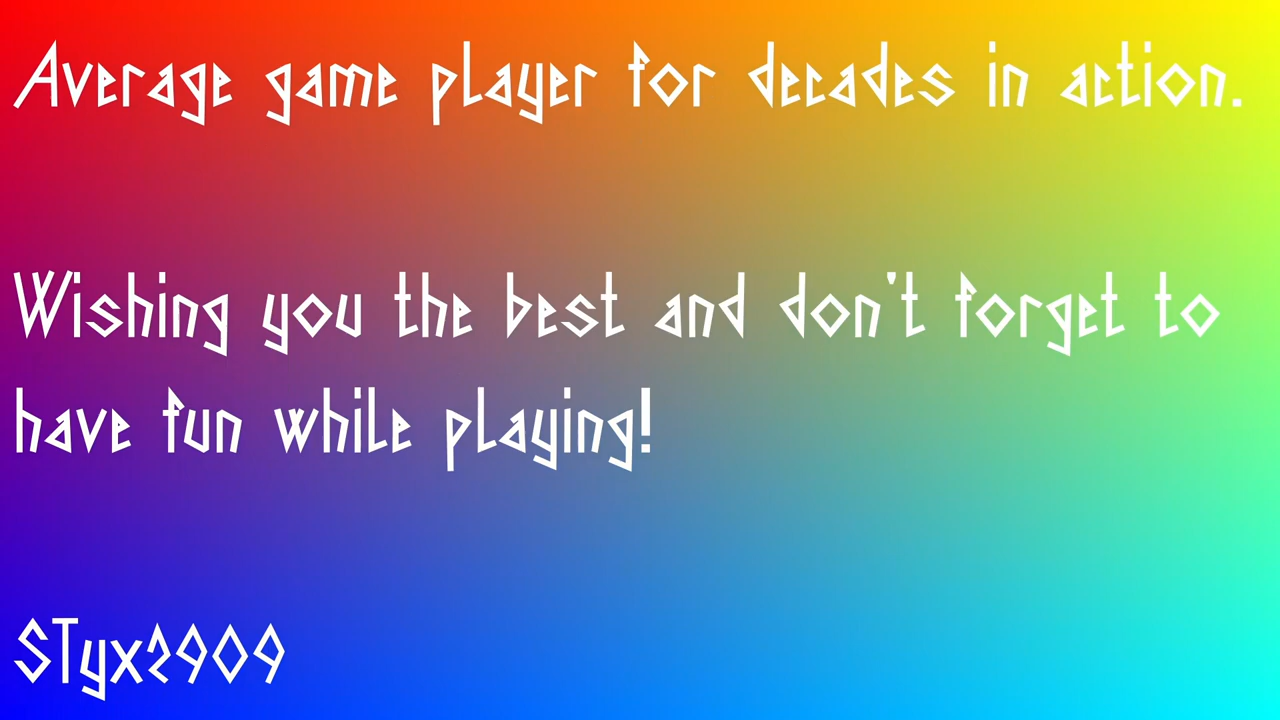 Average game player for decades in action.
Wishing you the best and don't forget to
have fun while playing!
STyx2909